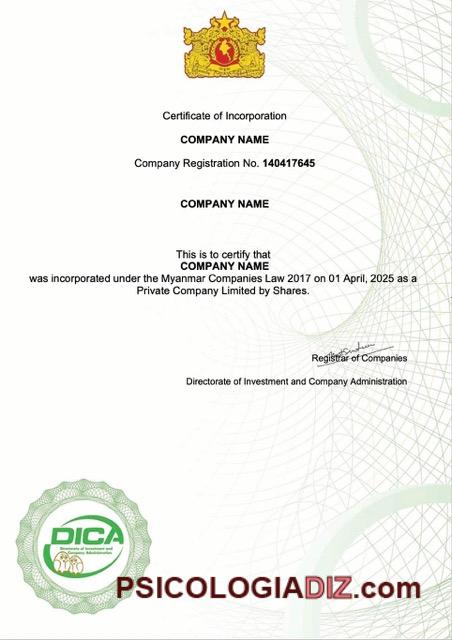 Certificate of Incorporation
COMPANY NAME
Company Registration No. 140417645
COMPANY NAME
This is to certify that
COMPANY NAME
was incorporated under the Myanmar Companies Law 2017 on 01 April, 2025 as a
Private Company Limited by Shares.
Registrar of Companies
Directorate of Investment and Company Administration
DICA
Directorate of Investment and
Company Administration
PSICOLOGIADIZ.com